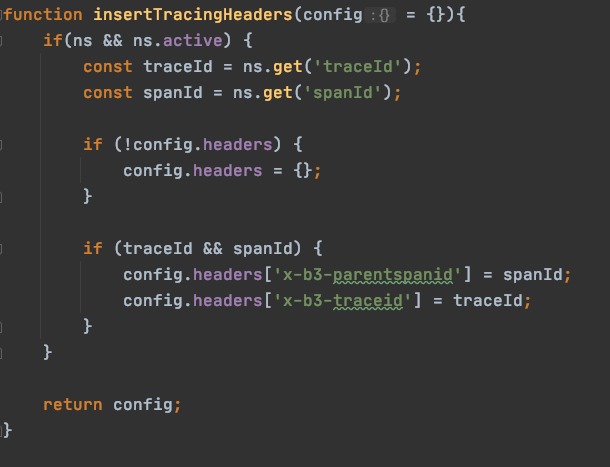 function insertTracingHeaders(config : {} = {}){
    if(ns && ns.active) {
        const traceId = ns.get('traceId');
        const spanId = ns.get('spanId');

        if (!config.headers) {
            config.headers = {};
        }

        if (traceId && spanId) {
            config.headers['x-b3-parentspanid'] = spanId;
            config.headers['x-b3-traceid'] = traceId;
        }
    }

    return config;
}